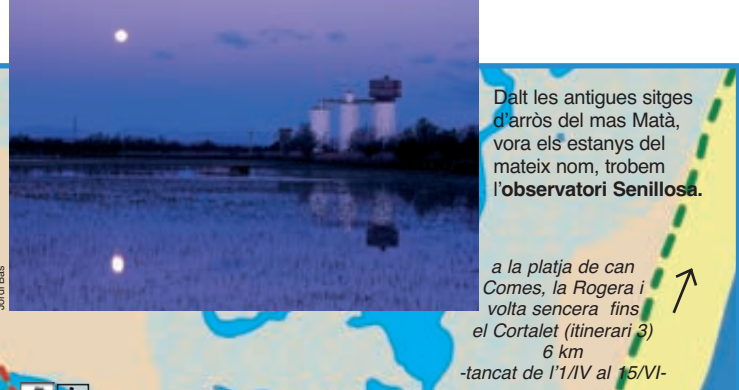 Dalt les antigues sitges
d'arròs del mas Matà,
vora els estanys del
mateix nom, trobem
l'observatori Senillosa.
Jordi Bas
a la platja de can
Comes, la Rogera i
volta sencera  fins
el Cortalet (itinerari 3)
6 km
-tancat de l'1/IV al 15/VI-